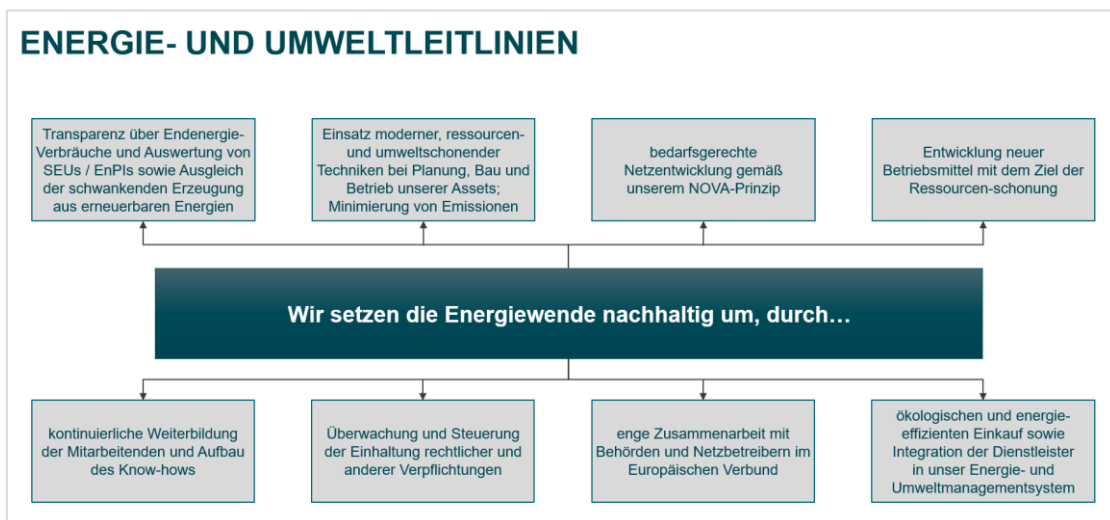 ENERGIE- UND UMWELTLEITLINIEN
Transparenz über Endenergie-
Verbräuche und Auswertung von
SEUs / EnPIs sowie Ausgleich
der schwankenden Erzeugung
aus erneuerbaren Energien
Einsatz moderner, ressourcen-
und umweltschonender
Techniken bei Planung, Bau und
Betrieb unserer Assets;
Minimierung von Emissionen
bedarfsgerechte
Netzentwicklung gemäß
unserem NOVA-Prinzip
Entwicklung neuer
Betriebsmittel mit dem Ziel der
Ressourcen-schonung
Wir setzen die Energiewende nachhaltig um, durch…
kontinuierliche Weiterbildung
der Mitarbeitenden und Aufbau
des Know-hows
Überwachung und Steuerung
der Einhaltung rechtlicher und
anderer Verpflichtungen
enge Zusammenarbeit mit
Behörden und Netzbetreibern im
Europäischen Verbund
ökologischen und energie-
effizienten Einkauf sowie
Integration der Dienstleister
in unser Energie- und
Umweltmanagementsystem